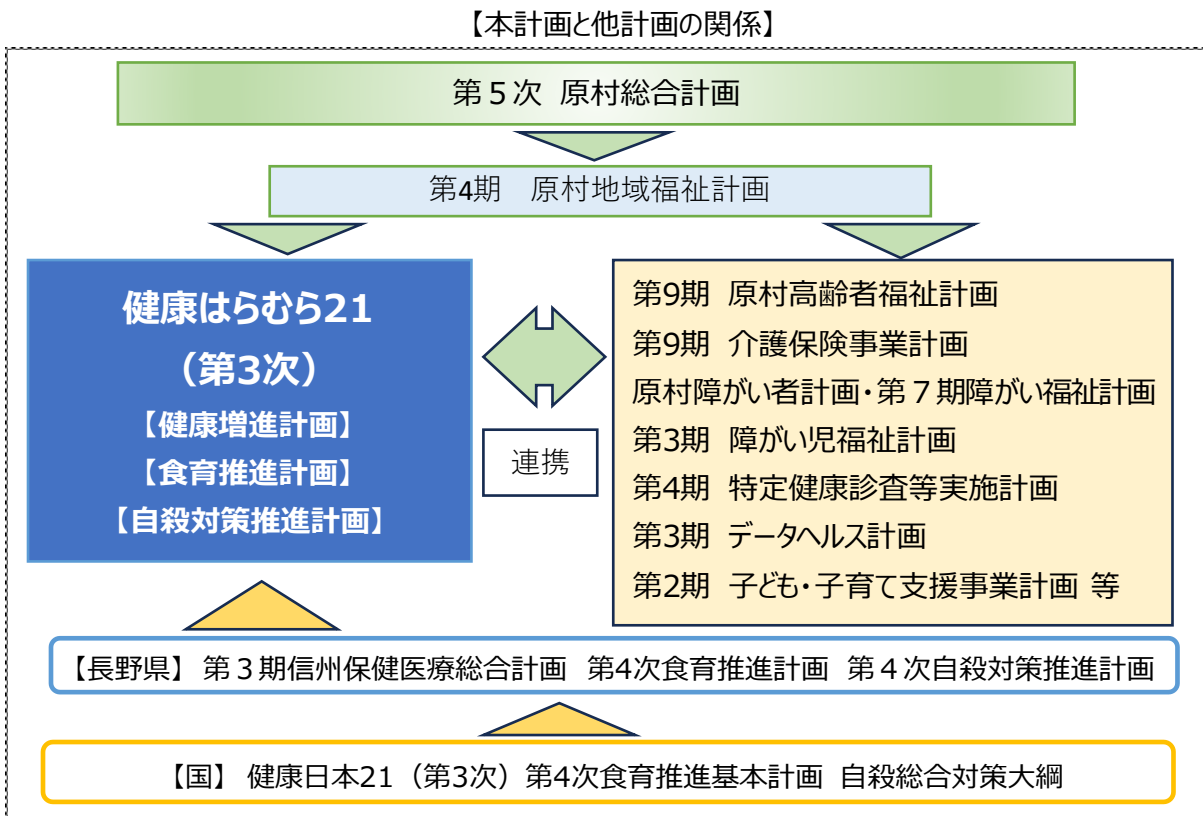 【本計画と他計画の関係】
第５次 原村総合計画
第4期　原村地域福祉計画
健康はらむら21
（第3次）
【健康増進計画】
【食育推進計画】
【自殺対策推進計画】
連携
第9期 原村高齢者福祉計画
第9期 介護保険事業計画
原村障がい者計画・第７期障がい福祉計画
第3期 障がい児福祉計画
第4期 特定健康診査等実施計画
第3期 データヘルス計画
第2期 子ども・子育て支援事業計画 等
【長野県】第３期信州保健医療総合計画 第4次食育推進計画 第４次自殺対策推進計画
【国】 健康日本21（第3次）第4次食育推進基本計画 自殺総合対策大綱